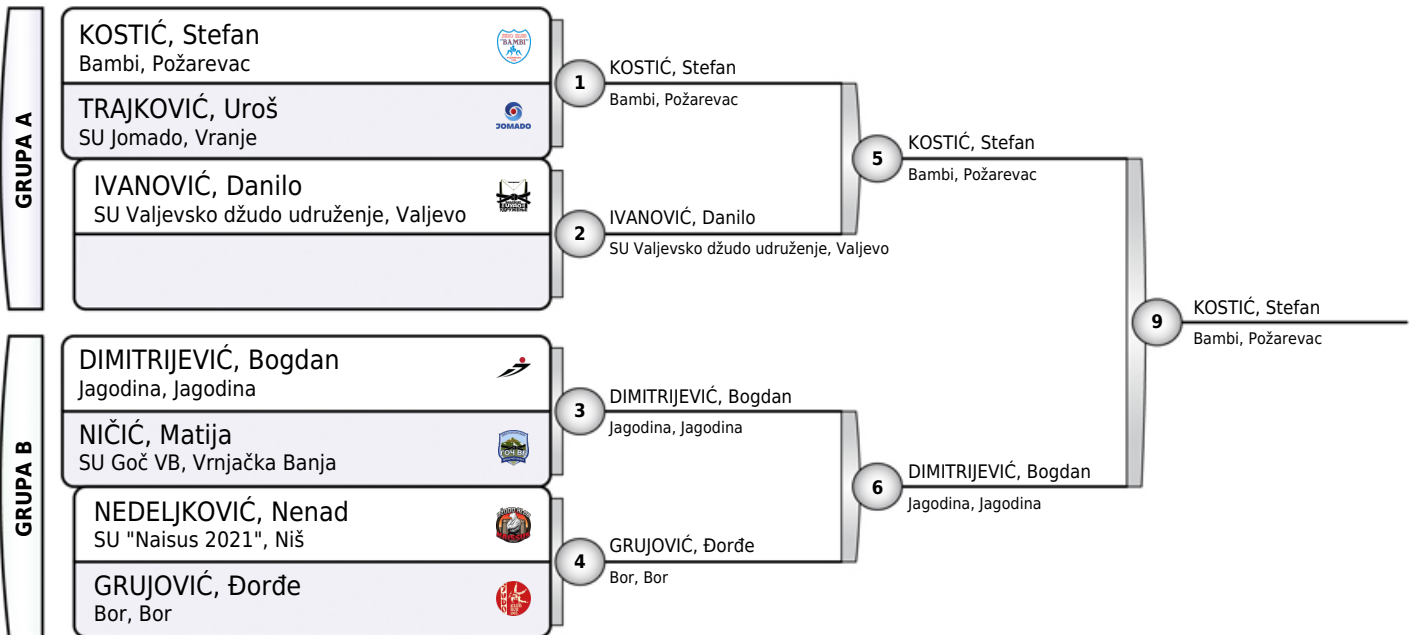 GRUPA A
KOSTIĆ, Stefan
Bambi, Požarevac
"BAMBI"
TRAJKOVIĆ, Uroš
SU Jomado, Vranje
JOMADO
IVANOVIĆ, Danilo
SU Valjevsko džudo udruženje, Valjevo
1
KOSTIĆ, Stefan
Bambi, Požarevac
2
IVANOVIĆ, Danilo
SU Valjevsko džudo udruženje, Valjevo
5
KOSTIĆ, Stefan
Bambi, Požarevac
GRUPA B
DIMITRIJEVIĆ, Bogdan
Jagodina, Jagodina
NIČIĆ, Matija
SU Goč VB, Vrnjačka Banja
NEDELJKOVIĆ, Nenad
SU "Naisus 2021", Niš
GRUJOVIĆ, Đorđe
Bor, Bor
3
DIMITRIJEVIĆ, Bogdan
Jagodina, Jagodina
4
GRUJOVIĆ, Đorđe
Bor, Bor
6
DIMITRIJEVIĆ, Bogdan
Jagodina, Jagodina
9
KOSTIĆ, Stefan
Bambi, Požarevac